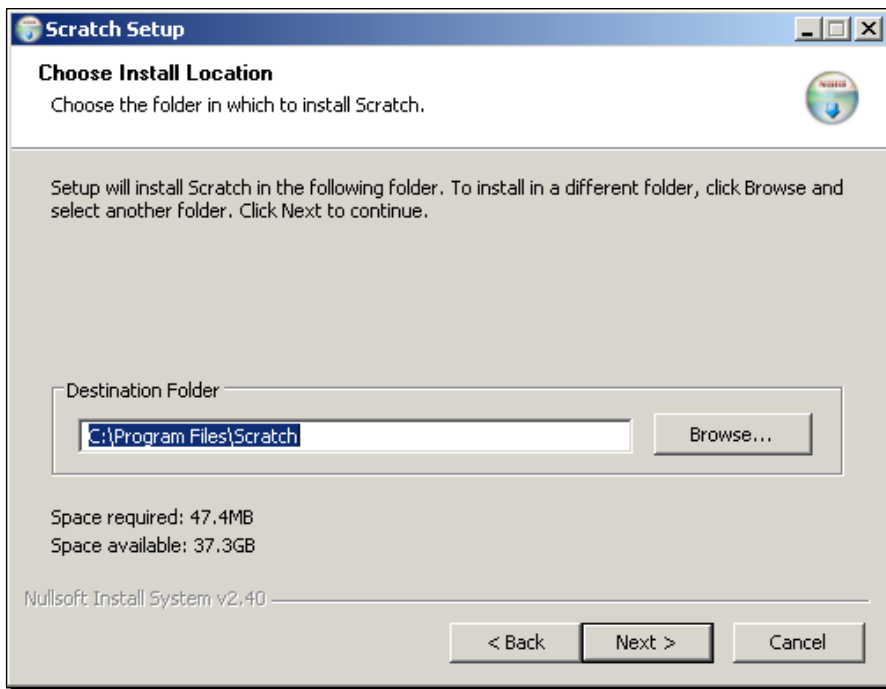 Scratch Setup
Choose Install Location
Choose the folder in which to install Scratch.
Setup will install Scratch in the following folder. To install in a different folder, click Browse and
select another folder. Click Next to continue.
Destination Folder
C:\Program Files\Scratch
Browse...
Space required: 47.4MB
Space available: 37.3GB
Nullsoft Install System v2.40
< Back
Next >
Cancel